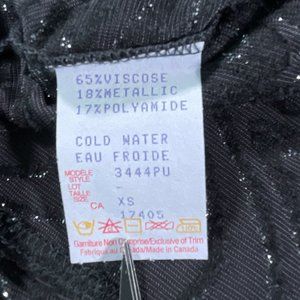 65%VISCOSE
18%METALLIC
17%POLYAMIDE
COLD WATER
EAU FROIDE
MODÈLE
STYLE 3444PU
LOT -
TAILLE
SIZE XS
CA 17405
Garniture Non Comprise/Exclusive of Trim
Fabriqué au Canada/Made in Canada